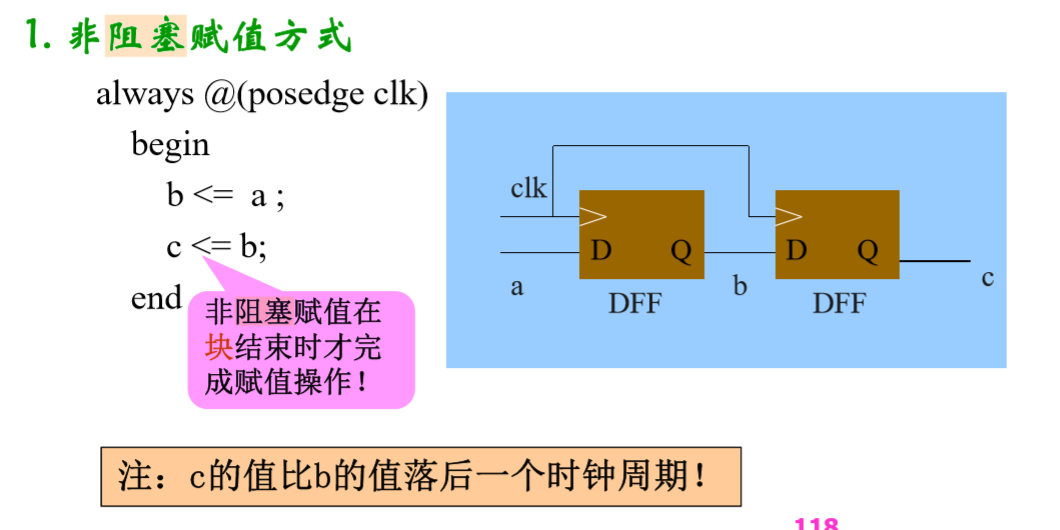 1. 非阻塞赋值方式
always @(posedge clk)
begin
b <= a ;
c <= b;
end
非阻塞赋值在
块结束时才完
成赋值操作！
clk
D Q D Q
a b c
DFF DFF
注：c的值比b的值落后一个时钟周期！
118